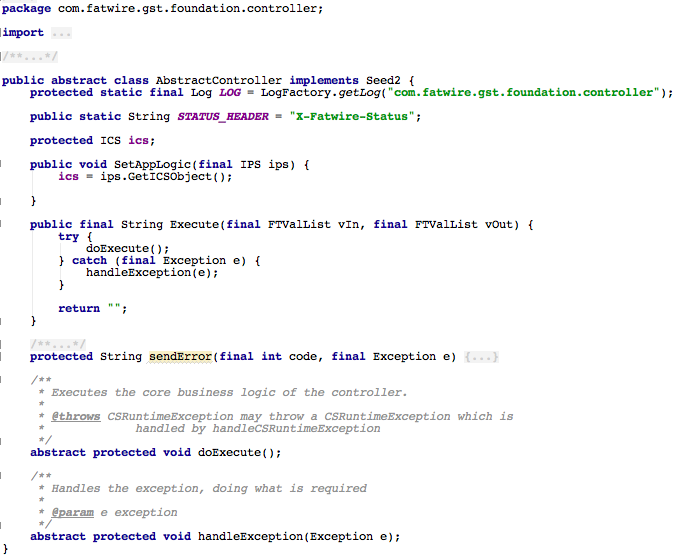 package com.fatwire.gst.foundation.controller;
import ...
/**...*/
public abstract class AbstractController implements Seed2 {
protected static final Log LOG = LogFactory.getLog("com.fatwire.gst.foundation.controller");
public static String STATUS_HEADER = "X-Fatwire-Status";
protected ICS ics;
public void SetAppLogic(final IPS ips) {
ics = ips.GetICSObject();
}
public final String Execute(final FTValList vIn, final FTValList vOut) {
try {
doExecute();
} catch (final Exception e) {
handleException(e);
}
return "";
}
/**...*/
protected String sendError(final int code, final Exception e) {...}
/**
* Executes the core business logic of the controller.
*
* @throws CSRuntimeException may throw a CSRuntimeException which is
* handled by handleCSRuntimeException
*/
abstract protected void doExecute();
/**
* Handles the exception, doing what is required
*
* @param e exception
*/
abstract protected void handleException(Exception e);
}